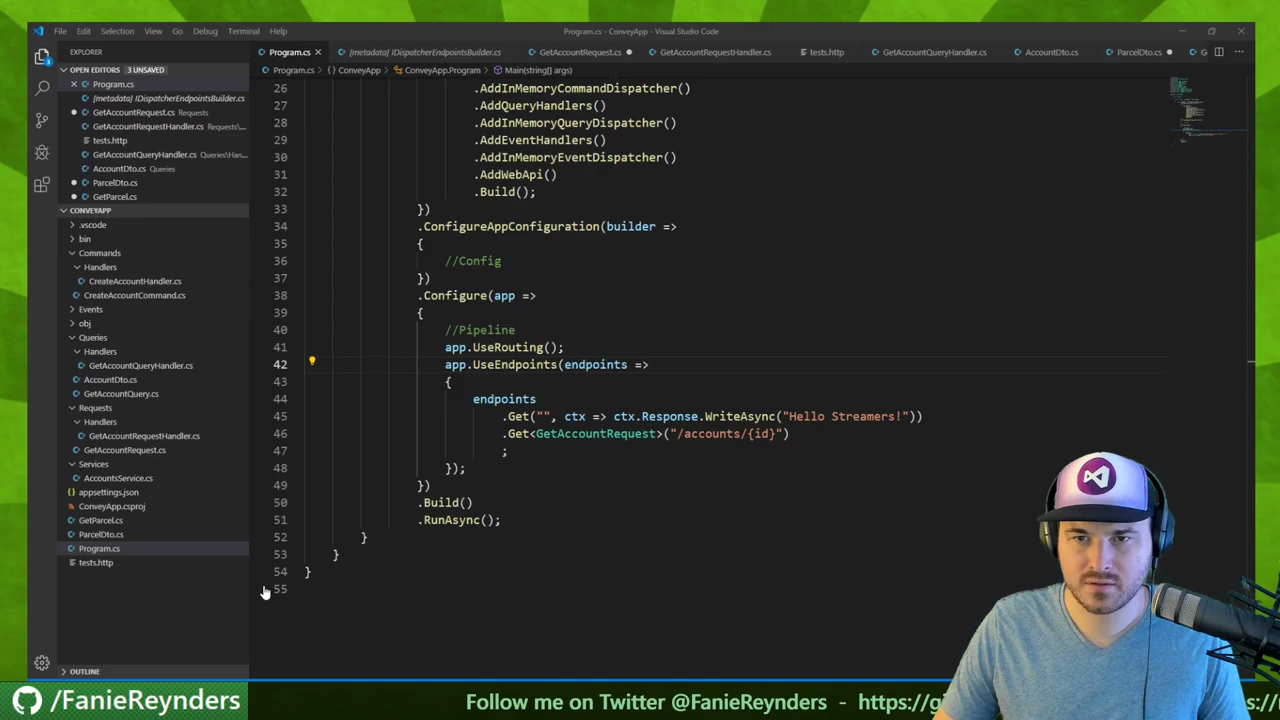 File Edit Selection View Go Debug Terminal Help
Program.cs - ConveyApp - Visual Studio Code
EXPLORER
Program.cs
[metadata] IDispatcherEndpointsBuilder.cs
GetAccountRequest.cs
GetAccountRequestHandler.cs
tests.http
GetAccountQueryHandler.cs
AccountDto.cs
ParcelDto.cs
Program.cs {} ConveyApp ConveyApp.Program Main(string[] args)
3
OPEN EDITORS 3 UNSAVED
Program.cs
[metadata] IDispatcherEndpointsBuilder.cs
GetAccountRequest.cs Requests
GetAccountRequestHandler.cs Requests\...
tests.http
GetAccountQueryHandler.cs Queries\Han...
AccountDto.cs Queries
ParcelDto.cs
GetParcel.cs
CONVEYAPP
.vscode
bin
Commands
Handlers
CreateAccountHandler.cs
CreateAccountCommand.cs
Events
obj
Queries
Handlers
GetAccountQueryHandler.cs
AccountDto.cs
GetAccountQuery.cs
Requests
Handlers
GetAccountRequestHandler.cs
GetAccountRequest.cs
Services
AccountsService.cs
appsettings.json
ConveyApp.csproj
GetParcel.cs
ParcelDto.cs
Program.cs
tests.http
OUTLINE
26 .AddInMemoryCommandDispatcher()
27 .AddQueryHandlers()
28 .AddInMemoryQueryDispatcher()
29 .AddEventHandlers()
30 .AddInMemoryEventDispatcher()
31 .AddWebApi()
32 .Build();
33 })
34 .ConfigureAppConfiguration(builder =>
35 {
36 //Config
37 })
38 .Configure(app =>
39 {
40 //Pipeline
41 app.UseRouting();
42 app.UseEndpoints(endpoints =>
43 {
44 endpoints
45 .Get("", ctx => ctx.Response.WriteAsync("Hello Streamers!"))
46 .Get<GetAccountRequest>("/accounts/{id}")
47 ;
48 });
49 })
50 .Build()
51 .RunAsync();
52 }
53 }
54 }
55
/FanieReynders
Follow me on Twitter @FanieReynders - https://gi